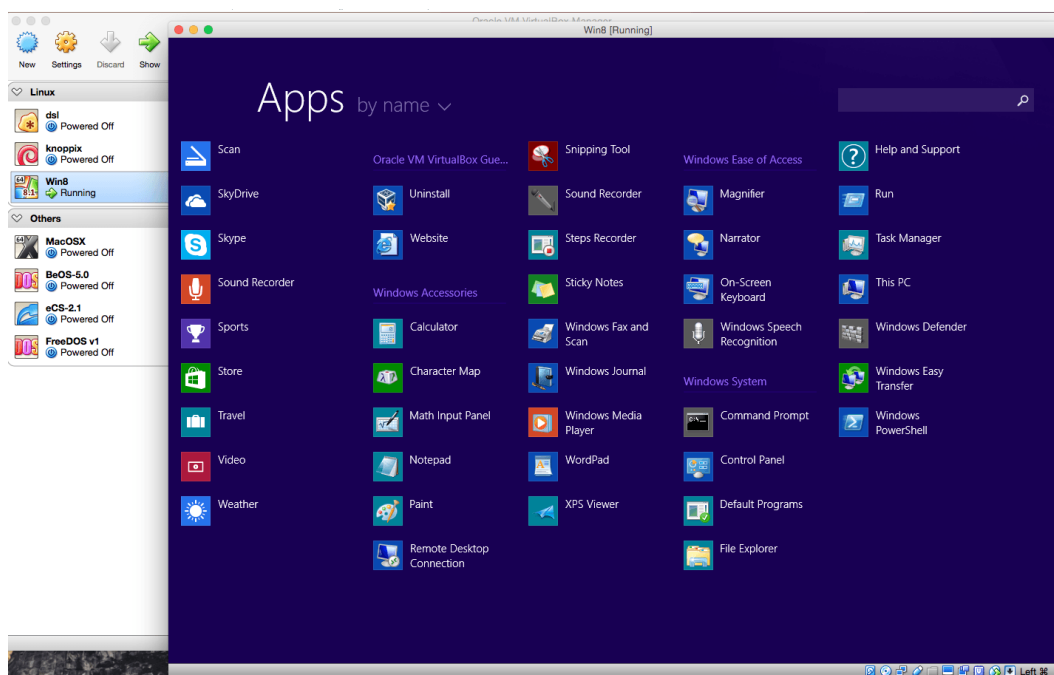 Oracle VM VirtualBox Manager
Win8 [Running]
New
Settings
Discard
Show
Linux
dsl
Powered Off
knoppix
Powered Off
64
8.1
Win8
Running
Others
64
MacOSX
Powered Off
DOS
BeOS-5.0
Powered Off
eCS-2.1
Powered Off
DOS
FreeDOS v1
Powered Off
Apps by name
Scan
SkyDrive
Skype
Sound Recorder
Sports
Store
Travel
Video
Weather
Oracle VM VirtualBox Gue...
Uninstall
Website
Windows Accessories
Calculator
Character Map
Math Input Panel
Notepad
Paint
Remote Desktop
Connection
Snipping Tool
Sound Recorder
Steps Recorder
Sticky Notes
Windows Fax and
Scan
Windows Journal
Windows Media
Player
WordPad
XPS Viewer
Windows Ease of Access
Magnifier
Narrator
On-Screen
Keyboard
Windows Speech
Recognition
Windows System
Command Prompt
Control Panel
Default Programs
File Explorer
Help and Support
Run
Task Manager
This PC
Windows Defender
Windows Easy
Transfer
Windows
PowerShell
Left ⌘